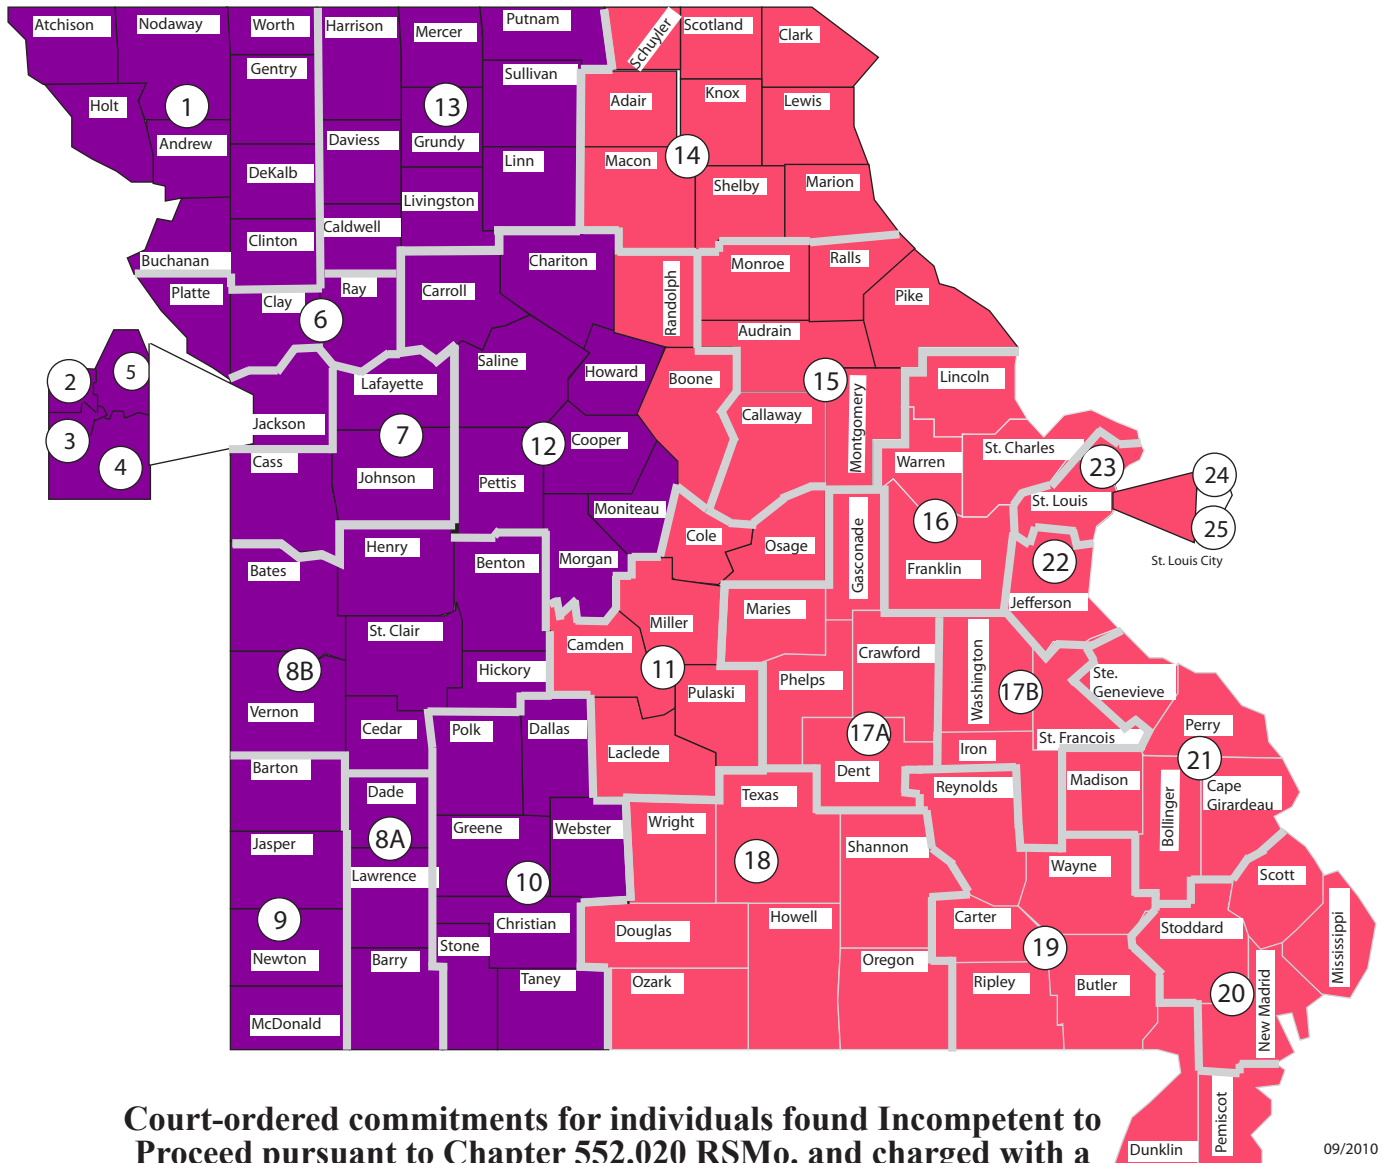 Atchison
Nodaway
Worth
Harrison
Mercer
Putnam
Schuyler
Scotland
Clark
Gentry
Sullivan
Adair
Knox
Lewis
Holt
1
13
Andrew
Daviess
Grundy
Linn
Macon
14
DeKalb
Shelby
Marion
Livingston
Caldwell
Clinton
Buchanan
Chariton
Monroe
Ralls
Platte
Clay
Ray
Carroll
Randolph
Pike
6
Audrain
2
5
Saline
Howard
Boone
15
Lincoln
Lafayette
Jackson
7
Callaway
Montgomery
3
4
12
Cooper
St. Charles
Cass
Johnson
Pettis
Warren
23
24
Moniteau
St. Louis
16
25
Henry
Benton
Morgan
Cole
Osage
Gasconade
Franklin
22
St. Louis City
Bates
Jefferson
Maries
St. Clair
Miller
Camden
Crawford
Washington
8B
Hickory
11
Phelps
Pulaski
17B
Ste.
Genevieve
Vernon
Cedar
Polk
Dallas
Laclede
17A
Iron
St. Francois
Perry
21
Barton
Dade
Texas
Dent
Reynolds
Madison
Bollinger
Cape
Girardeau
Jasper
8A
Greene
Webster
Wright
18
Shannon
Wayne
Lawrence
10
Scott
9
Christian
Douglas
Howell
Carter
19
Stoddard
Mississippi
Newton
Barry
Stone
Taney
Ozark
Oregon
Ripley
Butler
20
New Madrid
McDonald
Pemiscot
Dunklin
Court-ordered commitments for individuals found Incompetent to
Proceed pursuant to Chapter 552.020 RSMo. and charged with a
09/2010